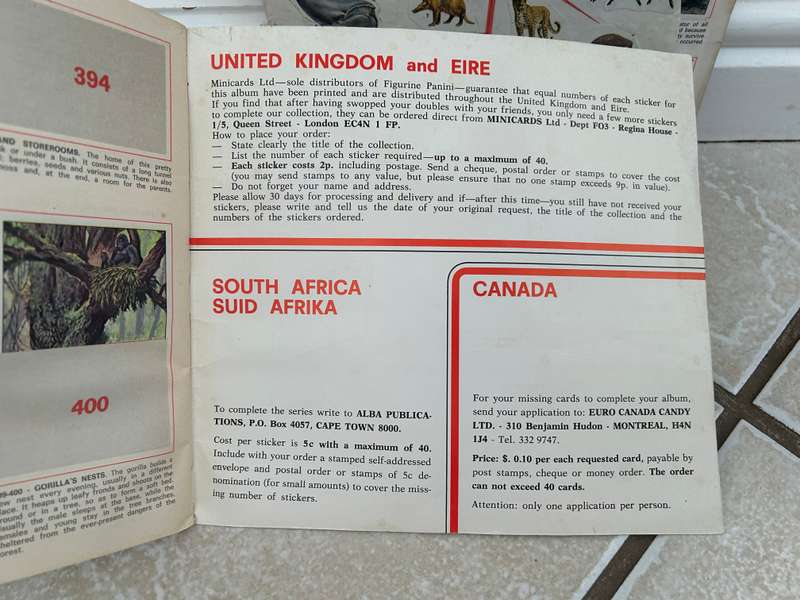 394
AND STOREROOMS. The home of this pretty
or under a bush. It consists of a long tunnel
berries, seeds and various nuts. There is also
and, at the end, a room for the parents.
400
99-400 - GORILLA'S NESTS. The gorilla builds a
new nest every evening, usually in a different
place. It heaps up leafy fronds and shoots on the
ground or in a tree, so as to form a soft bed.
Usually the male sleeps at the base, while the
females and young stay in the tree branches,
sheltered from the ever-present dangers of the
forest.
UNITED KINGDOM and EIRE
Minicards Ltd—sole distributors of Figurine Panini—guarantee that equal numbers of each sticker for
this album have been printed and are distributed throughout the United Kingdom and Eire.
If you find that after having swopped your doubles with your friends, you only need a few more stickers
to complete our collection, they can be ordered direct from MINICARDS Ltd - Dept FO3 - Regina House -
1/5, Queen Street - London EC4N 1 FP.
How to place your order:
— State clearly the title of the collection.
— List the number of each sticker required—up to a maximum of 40.
— Each sticker costs 2p. including postage. Send a cheque, postal order or stamps to cover the cost
(you may send stamps to any value, but please ensure that no one stamp exceeds 9p. in value).
— Do not forget your name and address.
Please allow 30 days for processing and delivery and if—after this time—you still have not received your
stickers, please write and tell us the date of your original request, the title of the collection and the
numbers of the stickers ordered.
SOUTH AFRICA
SUID AFRIKA
To complete the series write to ALBA PUBLICA-
TIONS, P.O. Box 4057, CAPE TOWN 8000.
Cost per sticker is 5c with a maximum of 40.
Include with your order a stamped self-addressed
envelope and postal order or stamps of 5c de-
nomination (for small amounts) to cover the miss-
ing number of stickers.
CANADA
For your missing cards to complete your album,
send your application to: EURO CANADA CANDY
LTD. - 310 Benjamin Hudon - MONTREAL, H4N
1J4 - Tel. 332 9747.
Price: $. 0.10 per each requested card, payable by
post stamps, cheque or money order. The order
can not exceed 40 cards.
Attention: only one application per person.
of all
because
survive
occurred